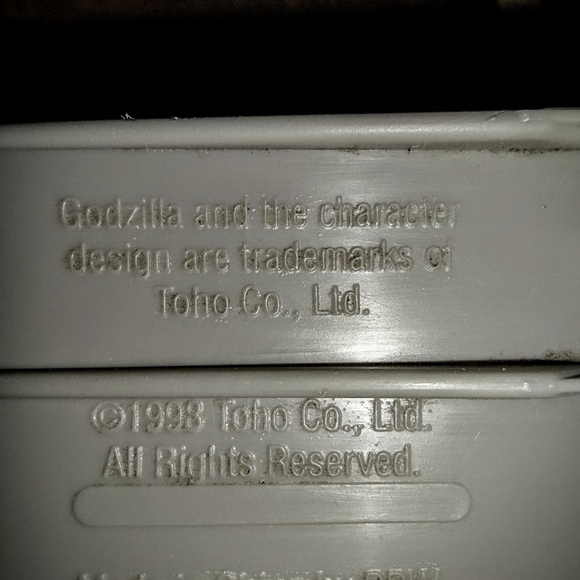 Godzilla and the character
design are trademarks of
Toho Co., Ltd.
©1998 Toho Co., Ltd.
All Rights Reserved.